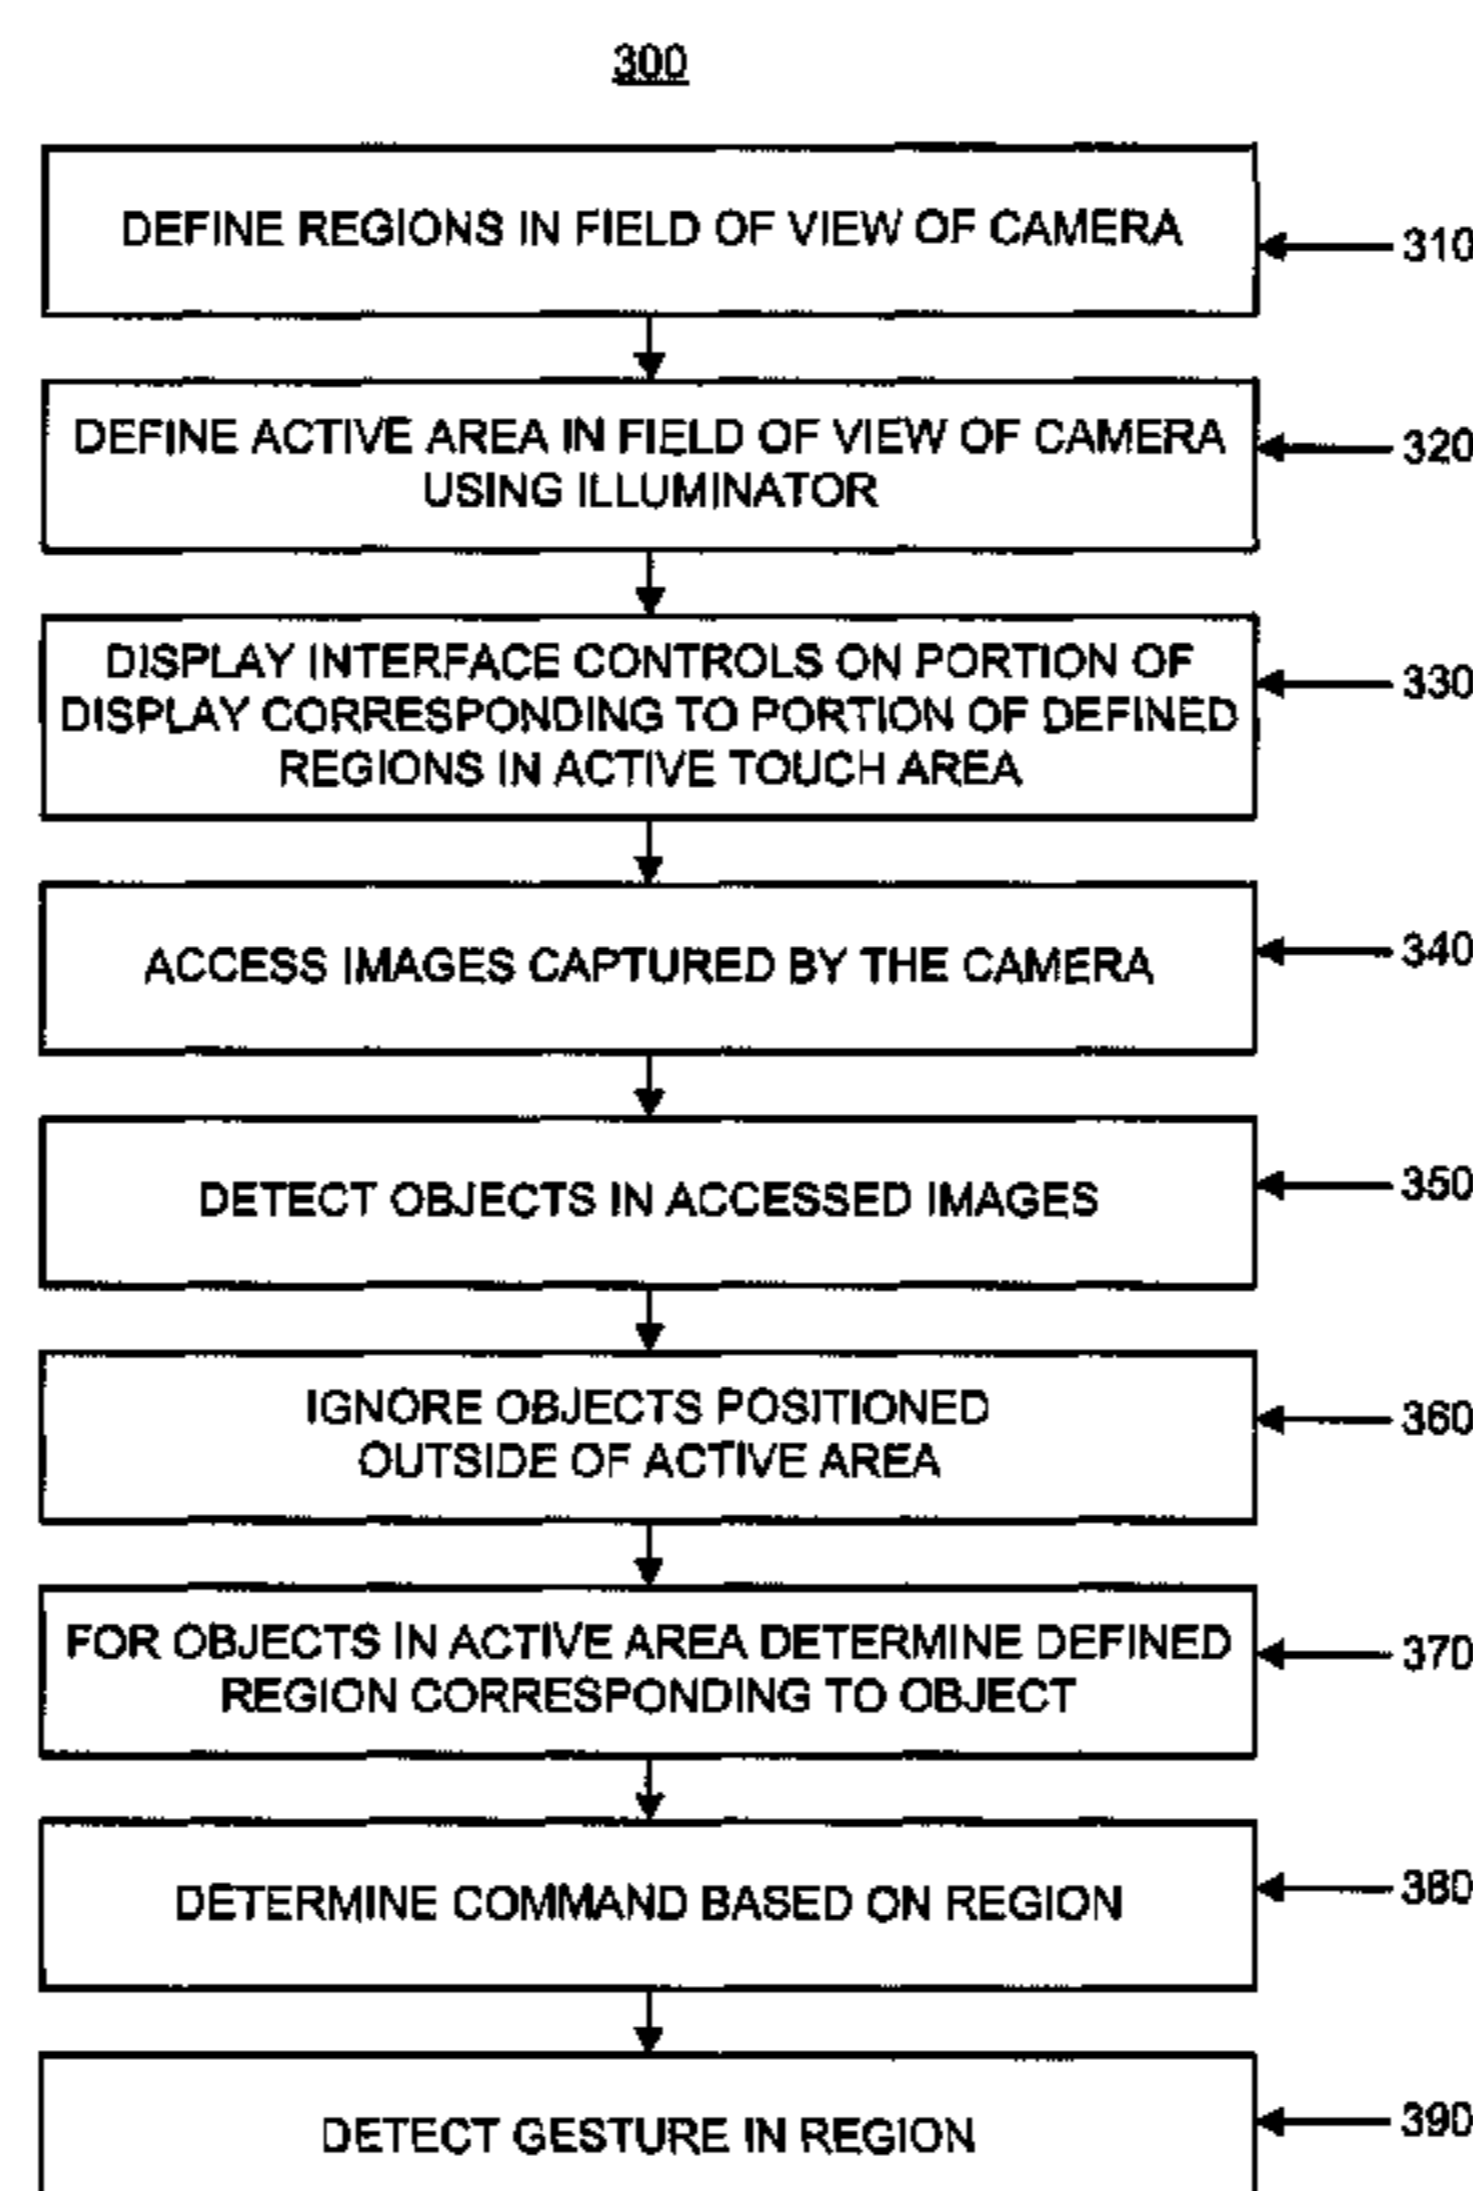 300
DEFINE REGIONS IN FIELD OF VIEW OF CAMERA
310
DEFINE ACTIVE AREA IN FIELD OF VIEW OF CAMERA
USING ILLUMINATOR
320
DISPLAY INTERFACE CONTROLS ON PORTION OF
DISPLAY CORRESPONDING TO PORTION OF DEFINED
REGIONS IN ACTIVE TOUCH AREA
330
ACCESS IMAGES CAPTURED BY THE CAMERA
340
DETECT OBJECTS IN ACCESSED IMAGES
350
IGNORE OBJECTS POSITIONED
OUTSIDE OF ACTIVE AREA
360
FOR OBJECTS IN ACTIVE AREA DETERMINE DEFINED
REGION CORRESPONDING TO OBJECT
370
DETERMINE COMMAND BASED ON REGION
380
DETECT GESTURE IN REGION
390